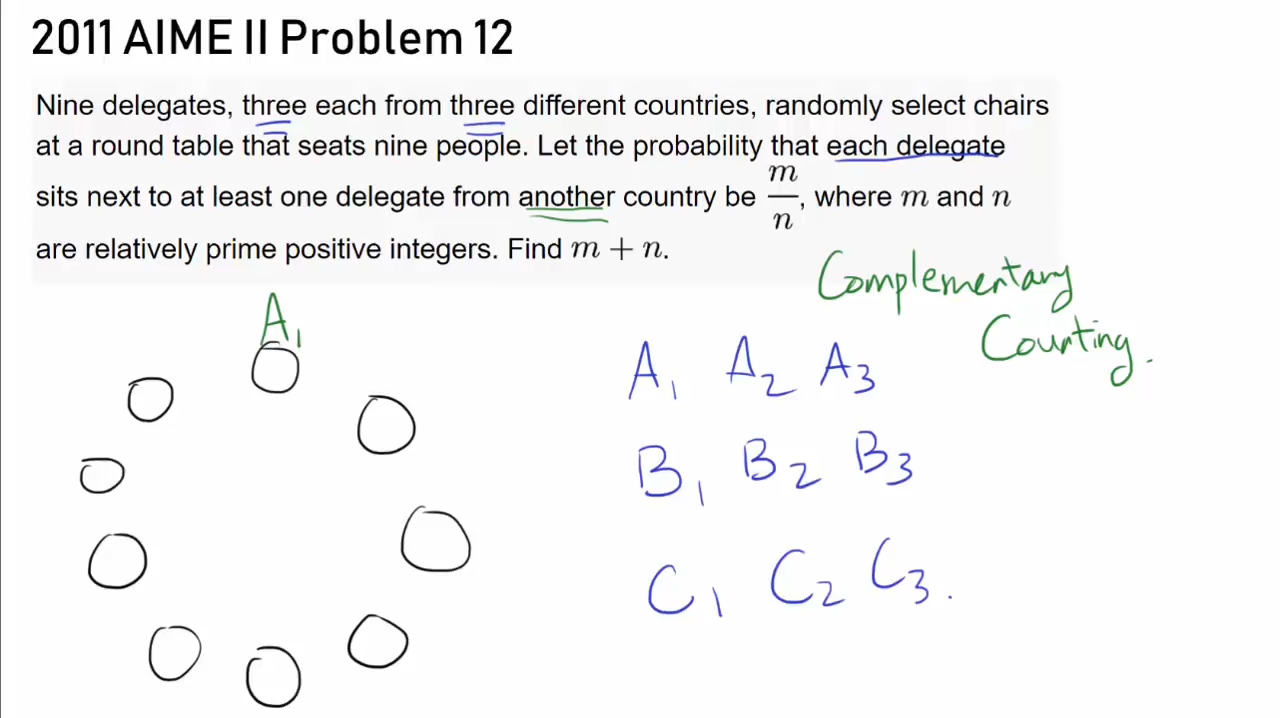 2011 AIME II Problem 12
Nine delegates, three each from three different countries, randomly select chairs
at a round table that seats nine people. Let the probability that each delegate
sits next to at least one delegate from another country be m/n, where m and n
are relatively prime positive integers. Find m + n.
Complementary
Counting.
A1
A1 A2 A3
B1 B2 B3
C1 C2 C3.